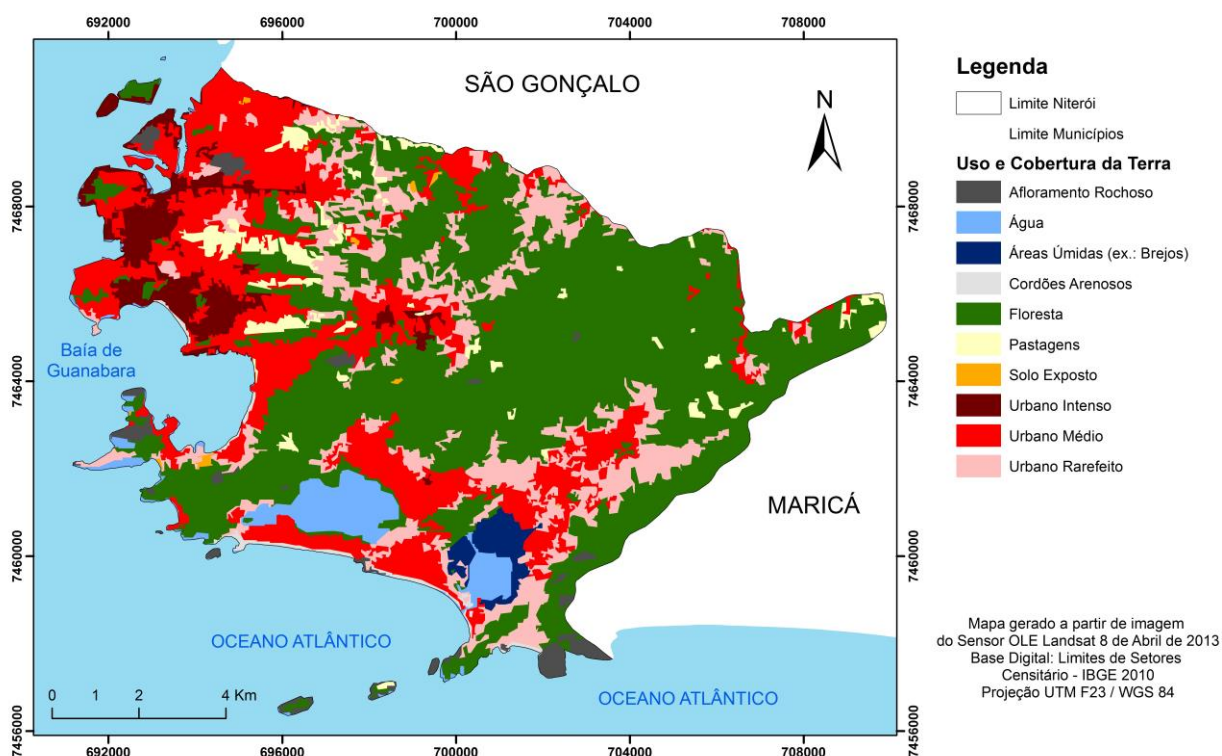 692000 696000 700000 704000 708000
SÃO GONÇALO
N
7468000
7468000
Baía de
Guanabara
7464000
7464000
MARICÁ
7460000
7460000
OCEANO ATLÂNTICO
0 1 2 4 Km
OCEANO ATLÂNTICO
7456000
7456000
692000 696000 700000 704000 708000
Legenda
Limite Niterói
Limite Municípios
Uso e Cobertura da Terra
Afloramento Rochoso
Água
Áreas Úmidas (ex.: Brejos)
Cordões Arenosos
Floresta
Pastagens
Solo Exposto
Urbano Intenso
Urbano Médio
Urbano Rarefeito
Mapa gerado a partir de imagem
do Sensor OLE Landsat 8 de Abril de 2013
Base Digital: Limites de Setores
Censitário - IBGE 2010
Projeção UTM F23 / WGS 84